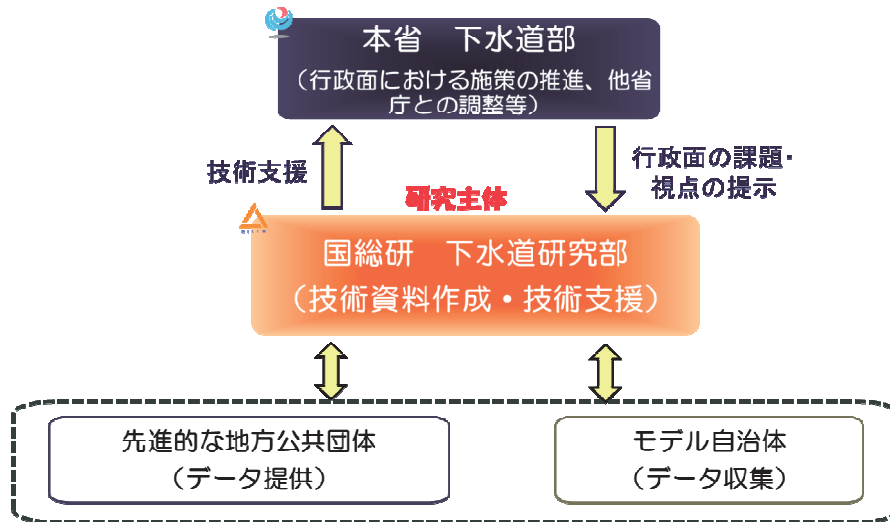 本省　下水道部
（行政面における施策の推進、他省
庁との調整等）
技術支援
行政面の課題・
視点の提示
研究主体
国総研　下水道研究部
（技術資料作成・技術支援）
先進的な地方公共団体
（データ提供）
モデル自治体
（データ収集）